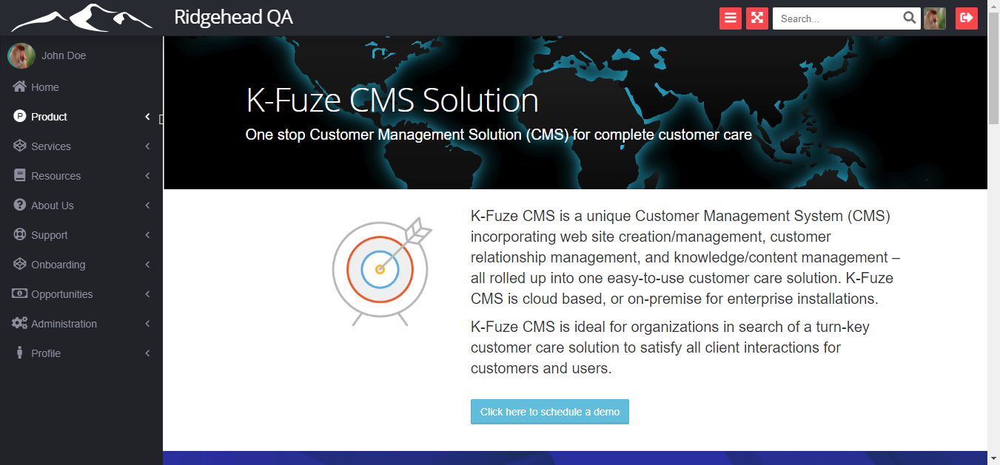 Ridgehead QA
Search...
John Doe
Home
Product
Services
Resources
About Us
Support
Onboarding
Opportunities
Administration
Profile
K-Fuze CMS Solution
One stop Customer Management Solution (CMS) for complete customer care
K-Fuze CMS is a unique Customer Management System (CMS)
incorporating web site creation/management, customer
relationship management, and knowledge/content management –
all rolled up into one easy-to-use customer care solution. K-Fuze
CMS is cloud based, or on-premise for enterprise installations.
K-Fuze CMS is ideal for organizations in search of a turn-key
customer care solution to satisfy all client interactions for
customers and users.
Click here to schedule a demo